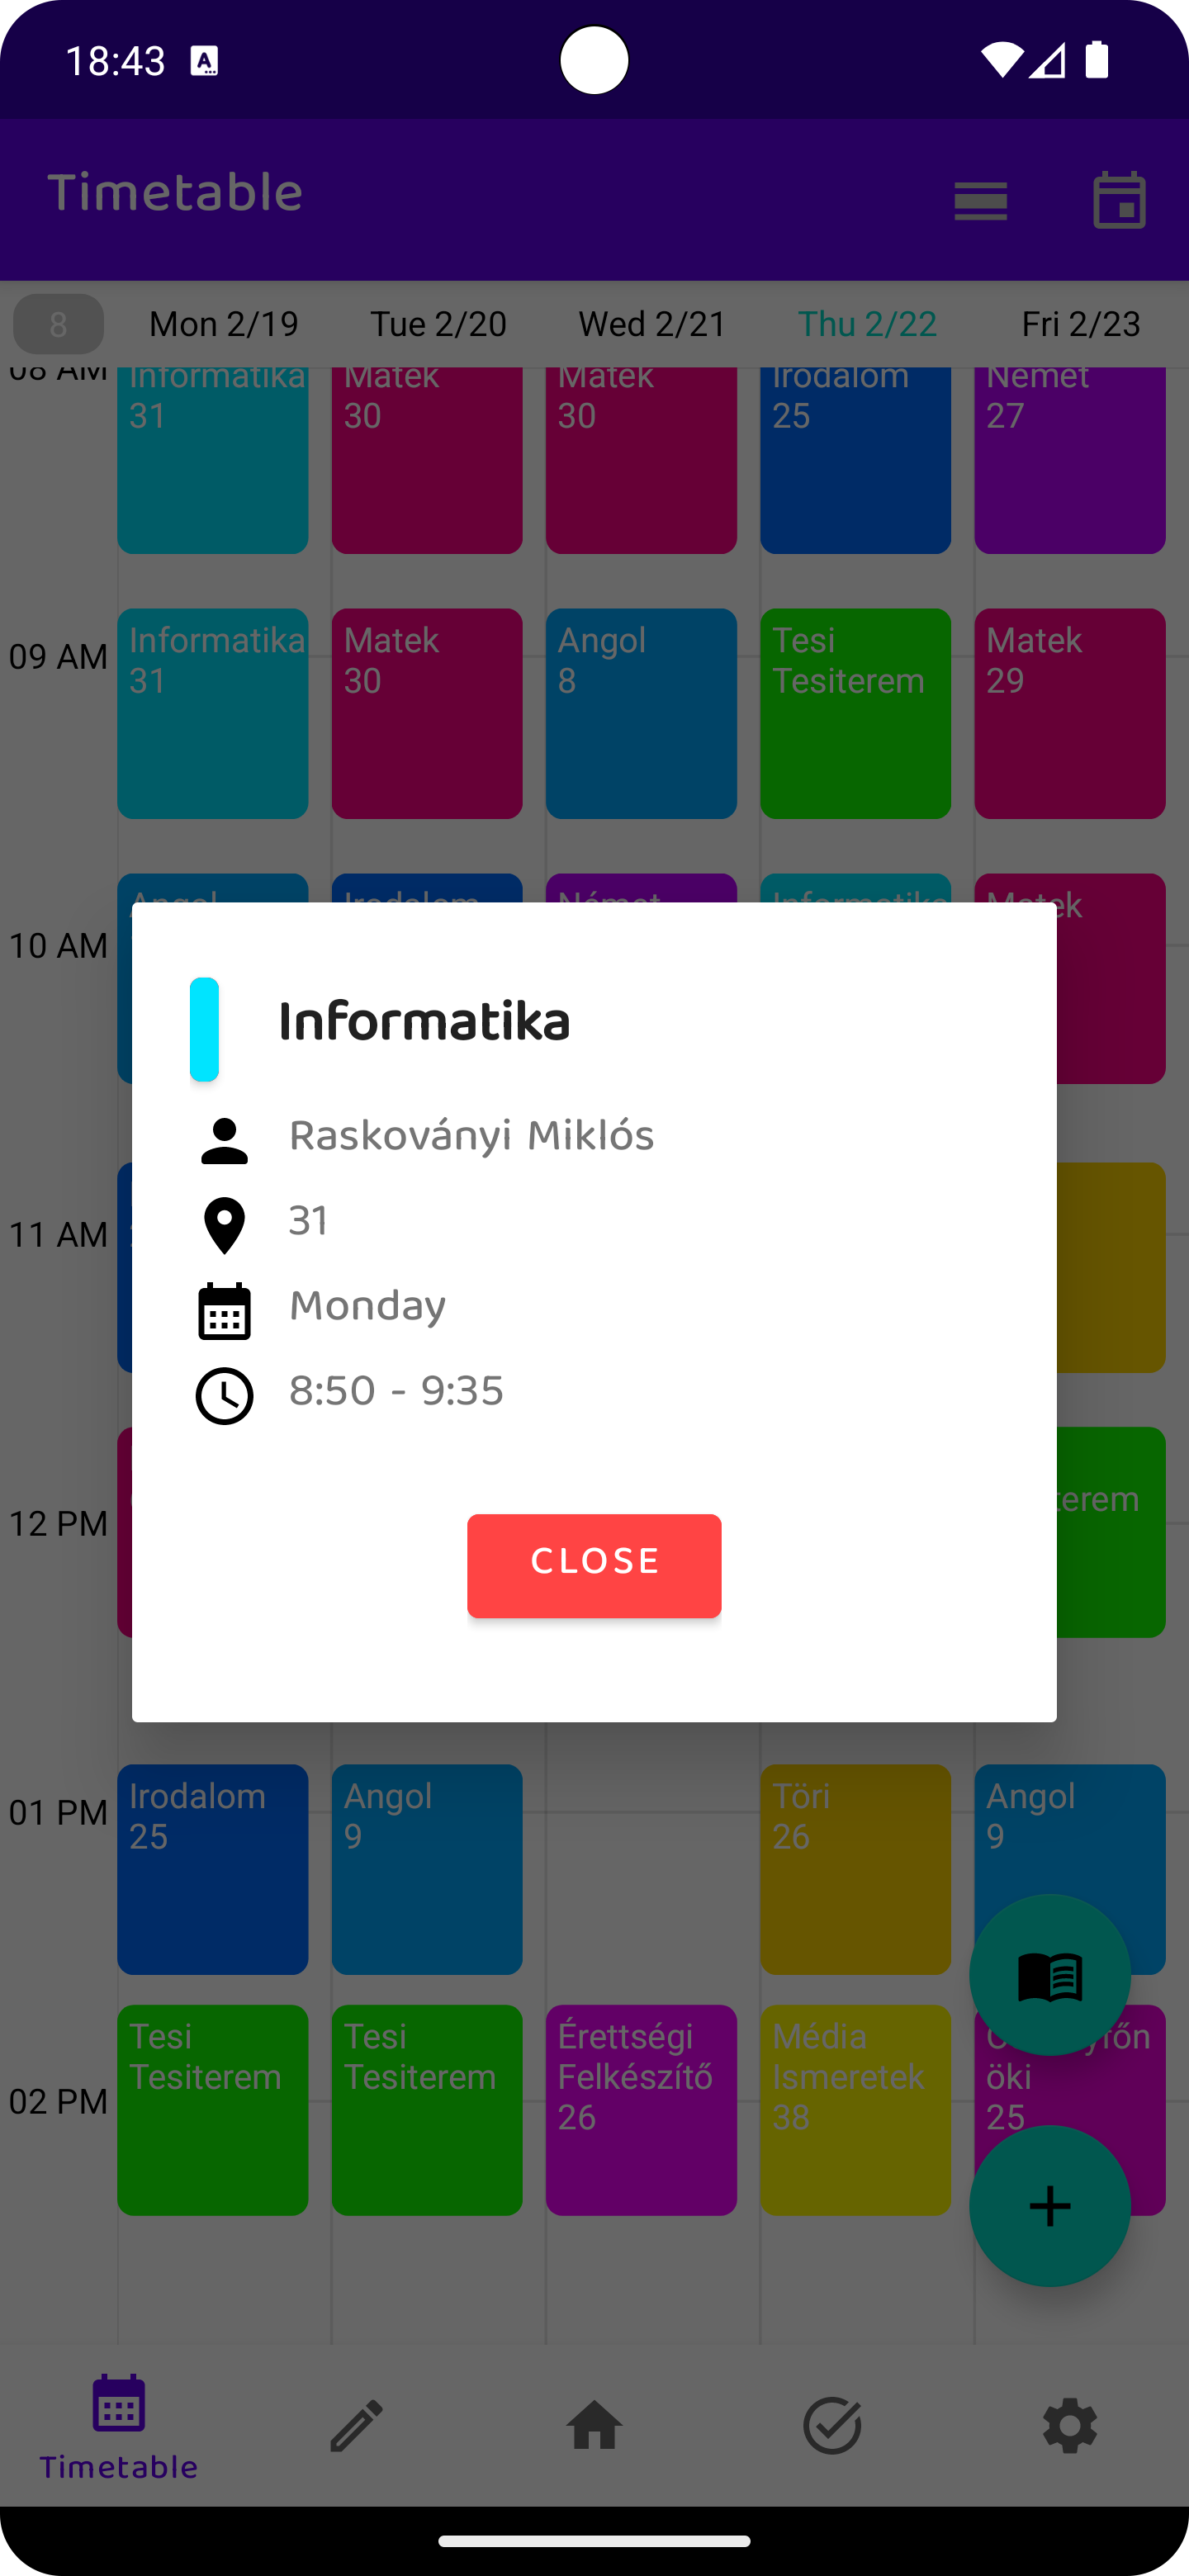 18:43
Timetable
8 Mon 2/19 Tue 2/20 Wed 2/21 Thu 2/22 Fri 2/23
08 AM
Informatika Matek Matek Irodalom Német
31 30 30 25 27
09 AM
Informatika Matek Angol Tesi Matek
31 30 8 Tesiterem 29
Angol Irodalom Német Informatika Matek
10 AM
Informatika
Raskoványi Miklós
31
11 AM
Monday
8:50 - 9:35
12 PM
CLOSE
01 PM
Irodalom Angol Töri Angol
25 9 26 9
Tesi Tesi Érettségi Média
Tesiterem Tesiterem Felkészítő Ismeretek öki
02 PM
26 38 25
Timetable